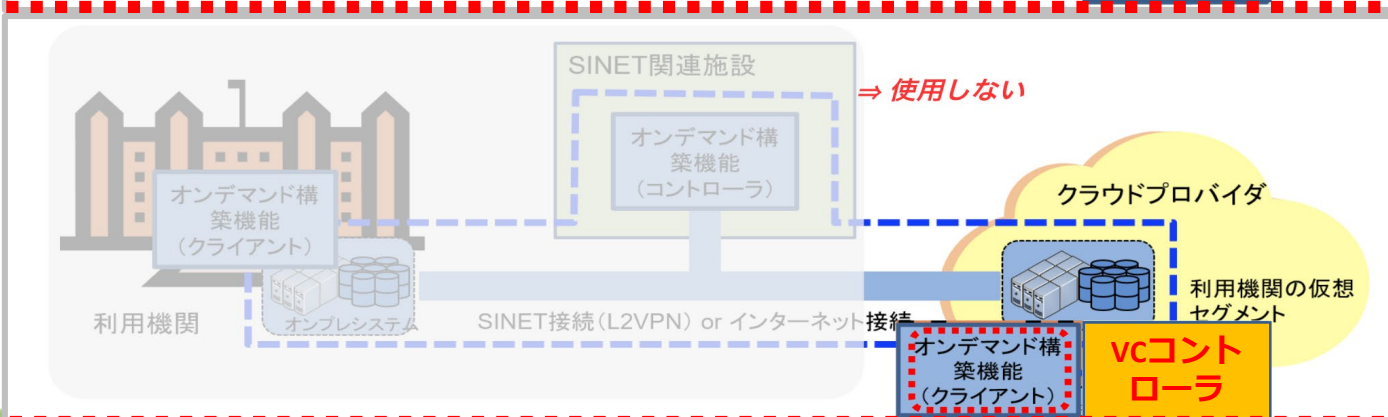 SINET関連施設
⇒ 使用しない
オンデマンド構
築機能
(コントローラ)
オンデマンド構
築機能
(クライアント)
クラウドプロバイダ
利用機関
オンプレシステム
SINET接続(L2VPN) or インターネット接続
利用機関の仮想
セグメント
オンデマンド構
築機能
(クライアント)
VCコント
ローラ